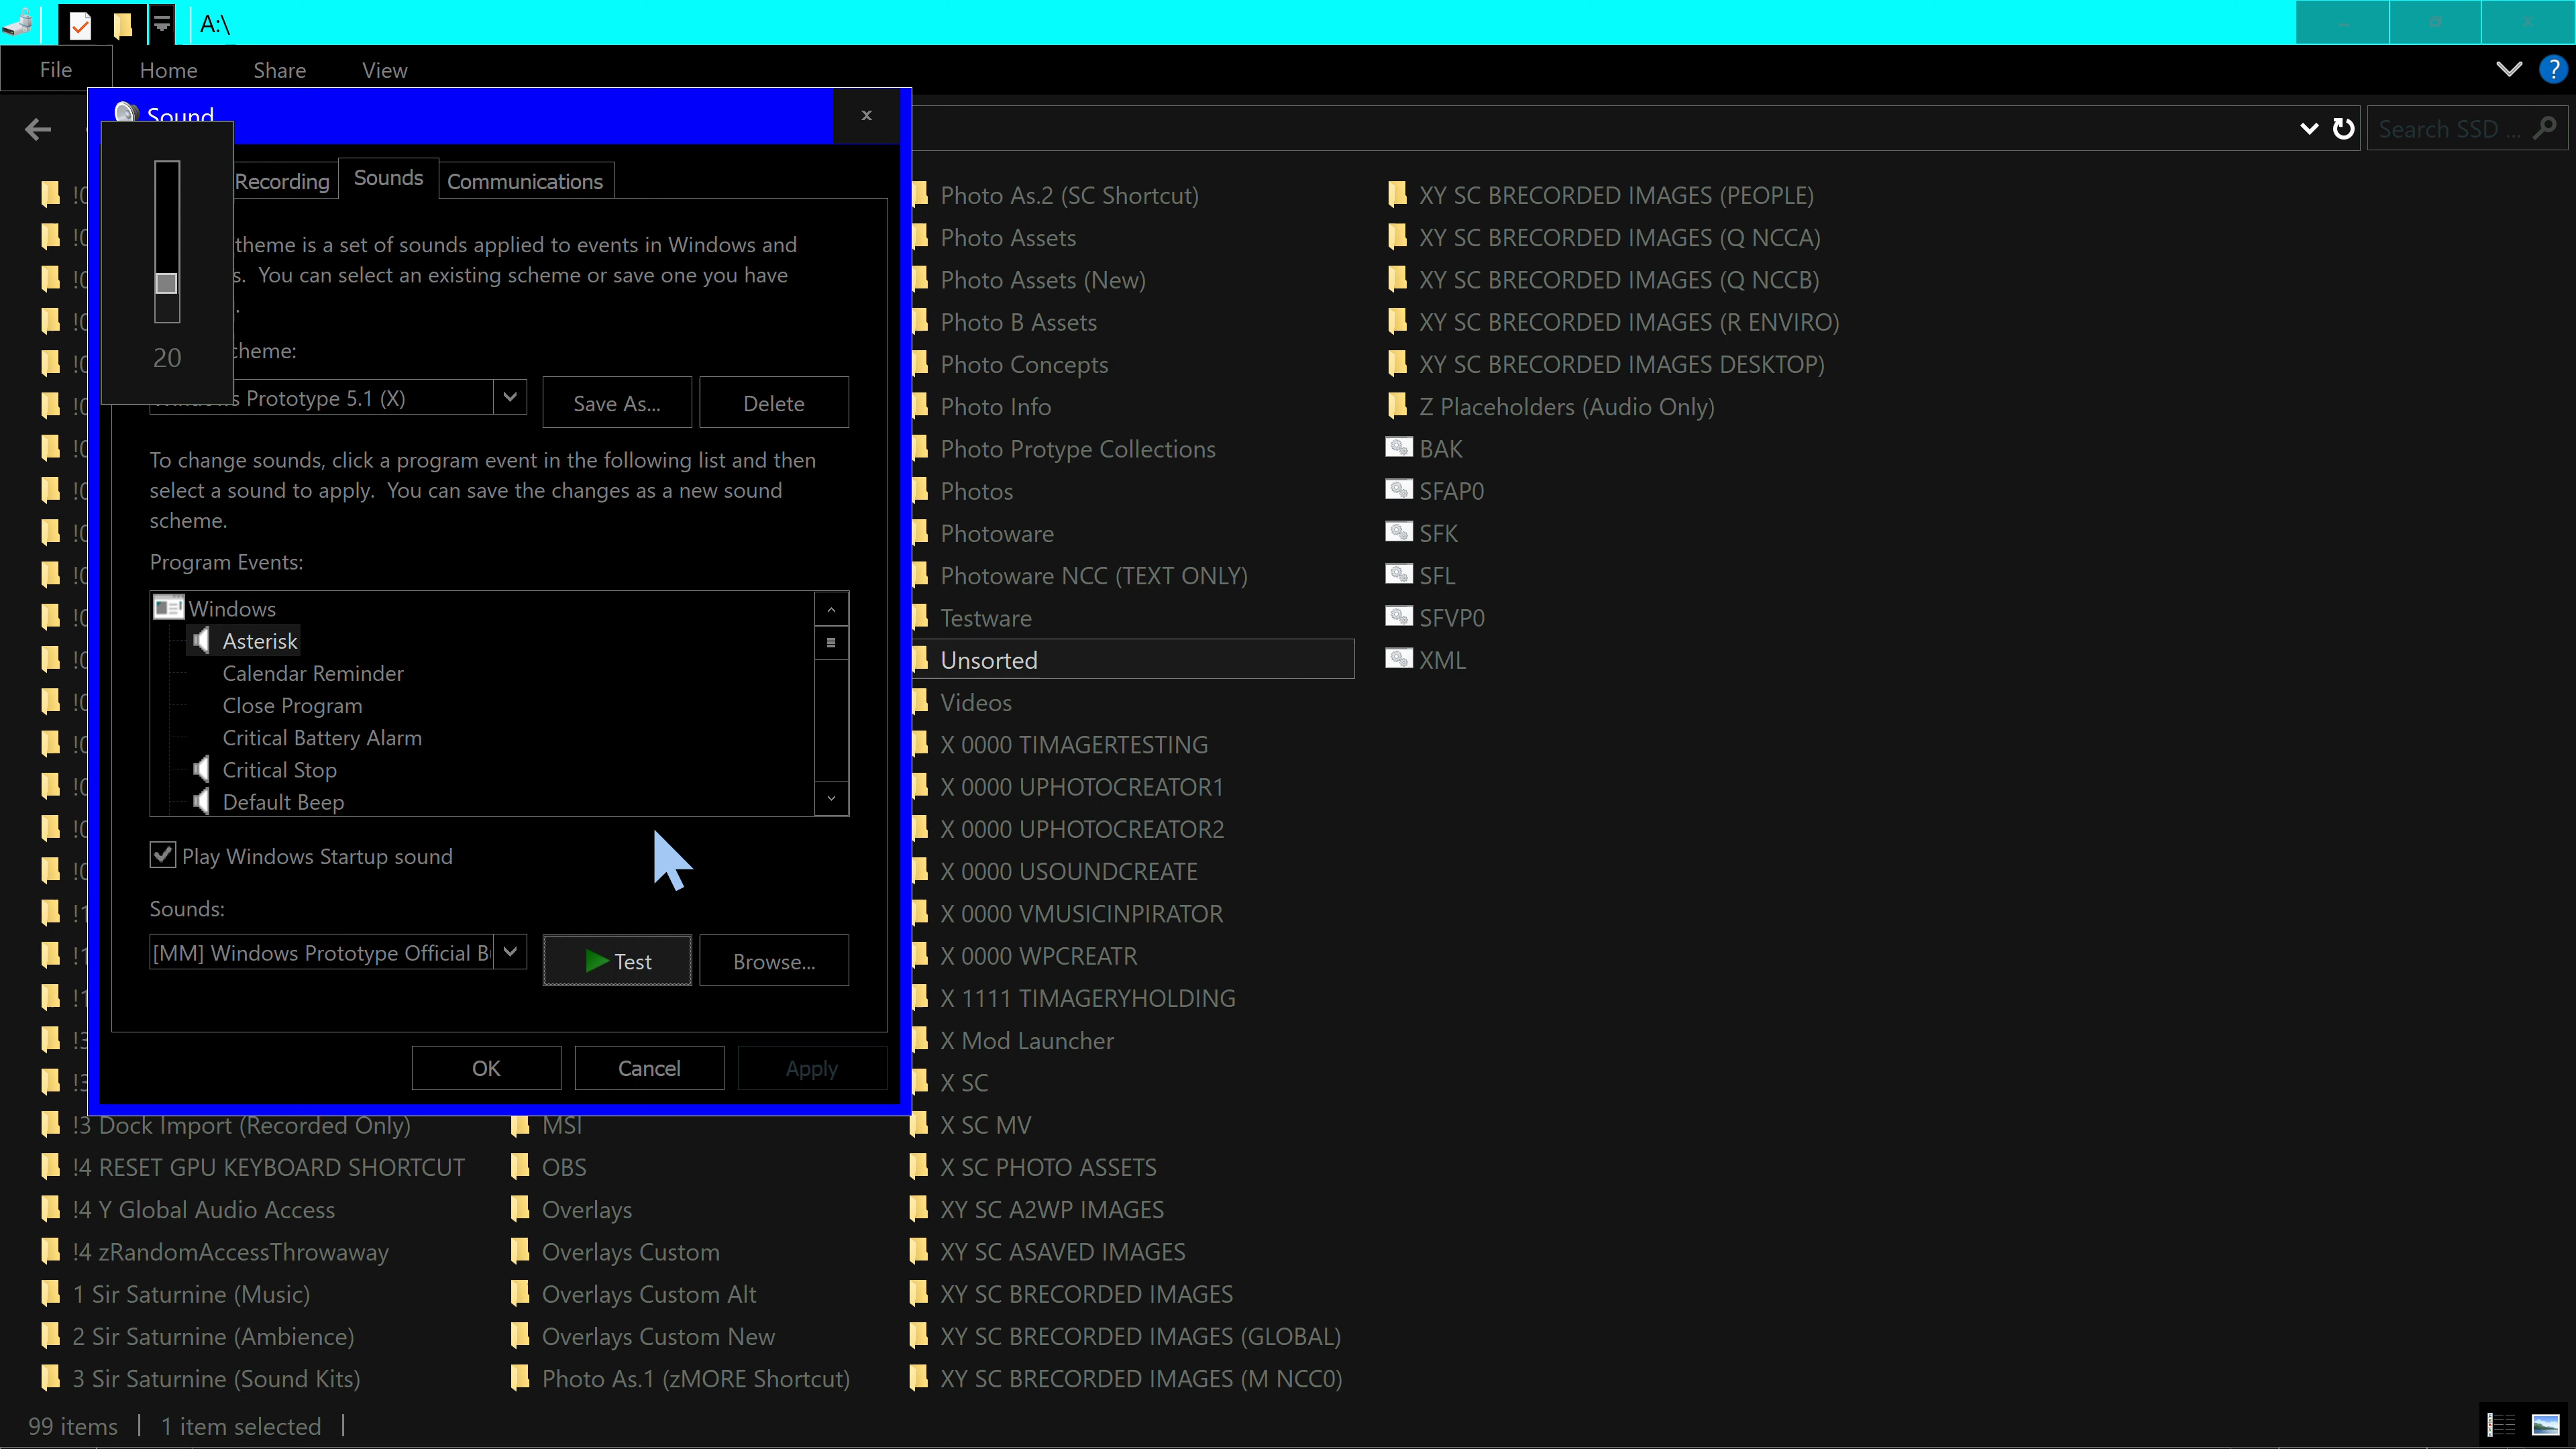 A:\
File
Home
Share
View
?
Search SSD ...
Sound
Recording
Sounds
Communications
theme is a set of sounds applied to events in Windows and
s. You can select an existing scheme or save one you have
.
heme:
s Prototype 5.1 (X)
Save As...
Delete
To change sounds, click a program event in the following list and then
select a sound to apply. You can save the changes as a new sound
scheme.
Program Events:
Windows
Asterisk
Calendar Reminder
Close Program
Critical Battery Alarm
Critical Stop
Default Beep
Play Windows Startup sound
Sounds:
[MM] Windows Prototype Official B
Test
Browse...
OK
Cancel
Apply
20
!3 Dock Import (Recorded Only)
!4 RESET GPU KEYBOARD SHORTCUT
!4 Y Global Audio Access
!4 zRandomAccessThrowaway
1 Sir Saturnine (Music)
2 Sir Saturnine (Ambience)
3 Sir Saturnine (Sound Kits)
MSI
OBS
Overlays
Overlays Custom
Overlays Custom Alt
Overlays Custom New
Photo As.1 (zMORE Shortcut)
Photo As.2 (SC Shortcut)
Photo Assets
Photo Assets (New)
Photo B Assets
Photo Concepts
Photo Info
Photo Protype Collections
Photos
Photoware
Photoware NCC (TEXT ONLY)
Testware
Unsorted
Videos
X 0000 TIMAGERTESTING
X 0000 UPHOTOCREATOR1
X 0000 UPHOTOCREATOR2
X 0000 USOUNDCREATE
X 0000 VMUSICINPIRATOR
X 0000 WPCREATR
X 1111 TIMAGERYHOLDING
X Mod Launcher
X SC
X SC MV
X SC PHOTO ASSETS
XY SC A2WP IMAGES
XY SC ASAVED IMAGES
XY SC BRECORDED IMAGES
XY SC BRECORDED IMAGES (GLOBAL)
XY SC BRECORDED IMAGES (M NCC0)
XY SC BRECORDED IMAGES (PEOPLE)
XY SC BRECORDED IMAGES (Q NCCA)
XY SC BRECORDED IMAGES (Q NCCB)
XY SC BRECORDED IMAGES (R ENVIRO)
XY SC BRECORDED IMAGES DESKTOP)
Z Placeholders (Audio Only)
BAK
SFAP0
SFK
SFL
SFVP0
XML
99 items
1 item selected